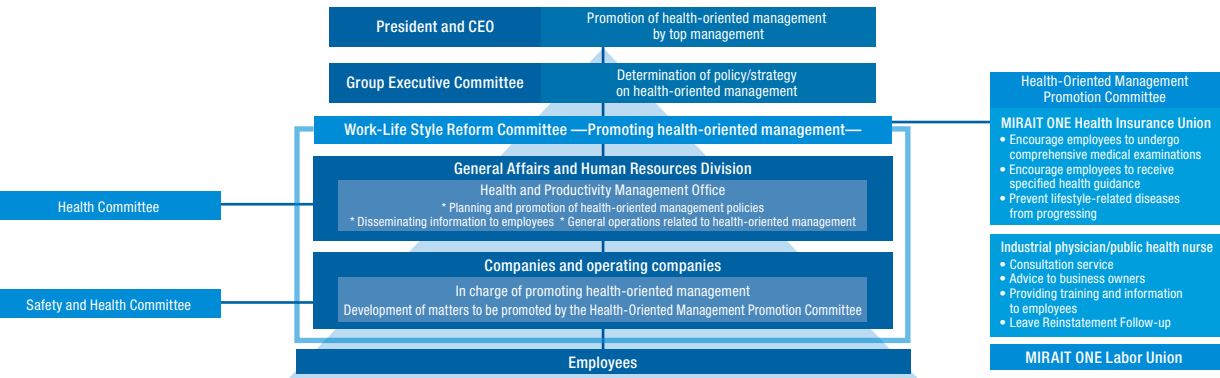 President and CEO
Promotion of health-oriented management
by top management
Group Executive Committee
Determination of policy/strategy
on health-oriented management
Work-Life Style Reform Committee —Promoting health-oriented management—
General Affairs and Human Resources Division
Health and Productivity Management Office
* Planning and promotion of health-oriented management policies
* Disseminating information to employees * General operations related to health-oriented management
Health Committee
Companies and operating companies
In charge of promoting health-oriented management
Development of matters to be promoted by the Health-Oriented Management Promotion Committee
Safety and Health Committee
Employees
Health-Oriented Management
Promotion Committee
MIRAIT ONE Health Insurance Union
• Encourage employees to undergo
comprehensive medical examinations
• Encourage employees to receive
specified health guidance
• Prevent lifestyle-related diseases
from progressing
Industrial physician/public health nurse
• Consultation service
• Advice to business owners
• Providing training and information
to employees
• Leave Reinstatement Follow-up
MIRAIT ONE Labor Union